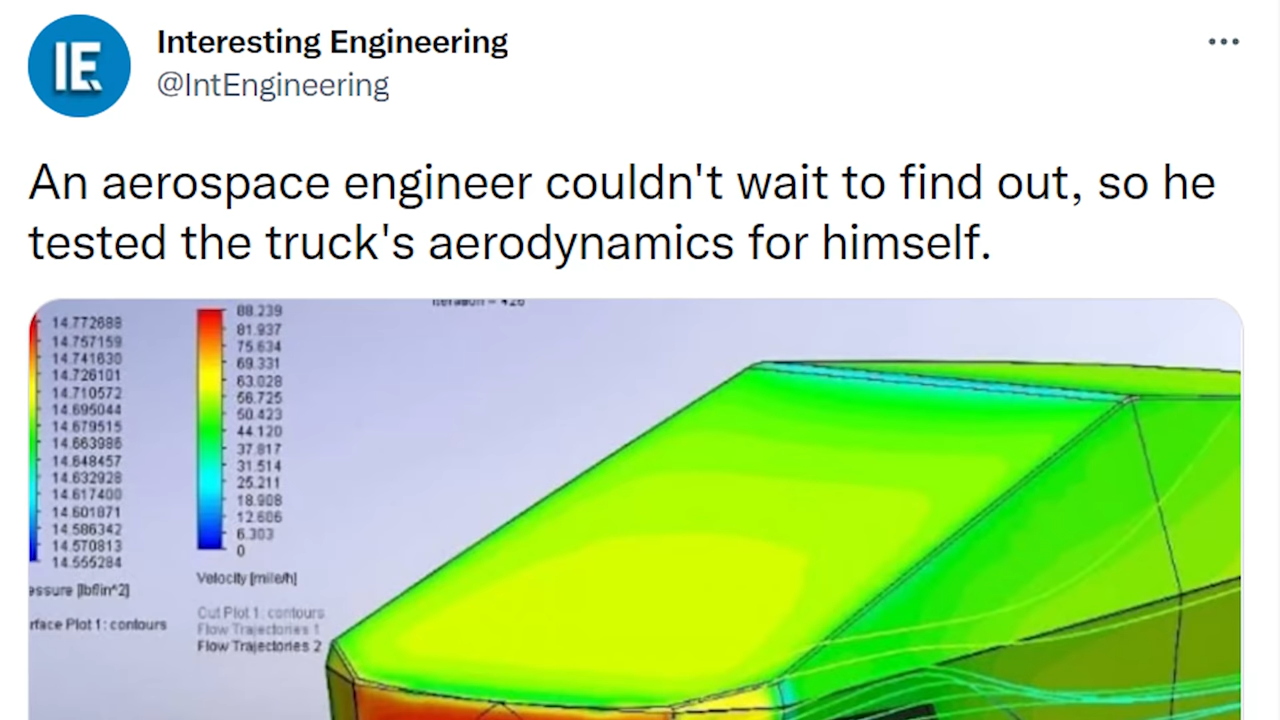 IE
Interesting Engineering
@IntEngineering
An aerospace engineer couldn't wait to find out, so he
tested the truck's aerodynamics for himself.
14.772688
14.757159
14.741630
14.726101
14.710572
14.695044
14.679515
14.663986
14.648457
14.632928
14.617400
14.601871
14.586342
14.570813
14.555284
essure [lbf/in^2]
rface Plot 1: contours
88.239
81.937
75.634
69.331
63.028
56.725
50.423
44.120
37.817
31.514
25.211
18.908
12.606
6.303
0
Velocity [mile/h]
Cut Plot 1: contours
Flow Trajectories 1
Flow Trajectories 2